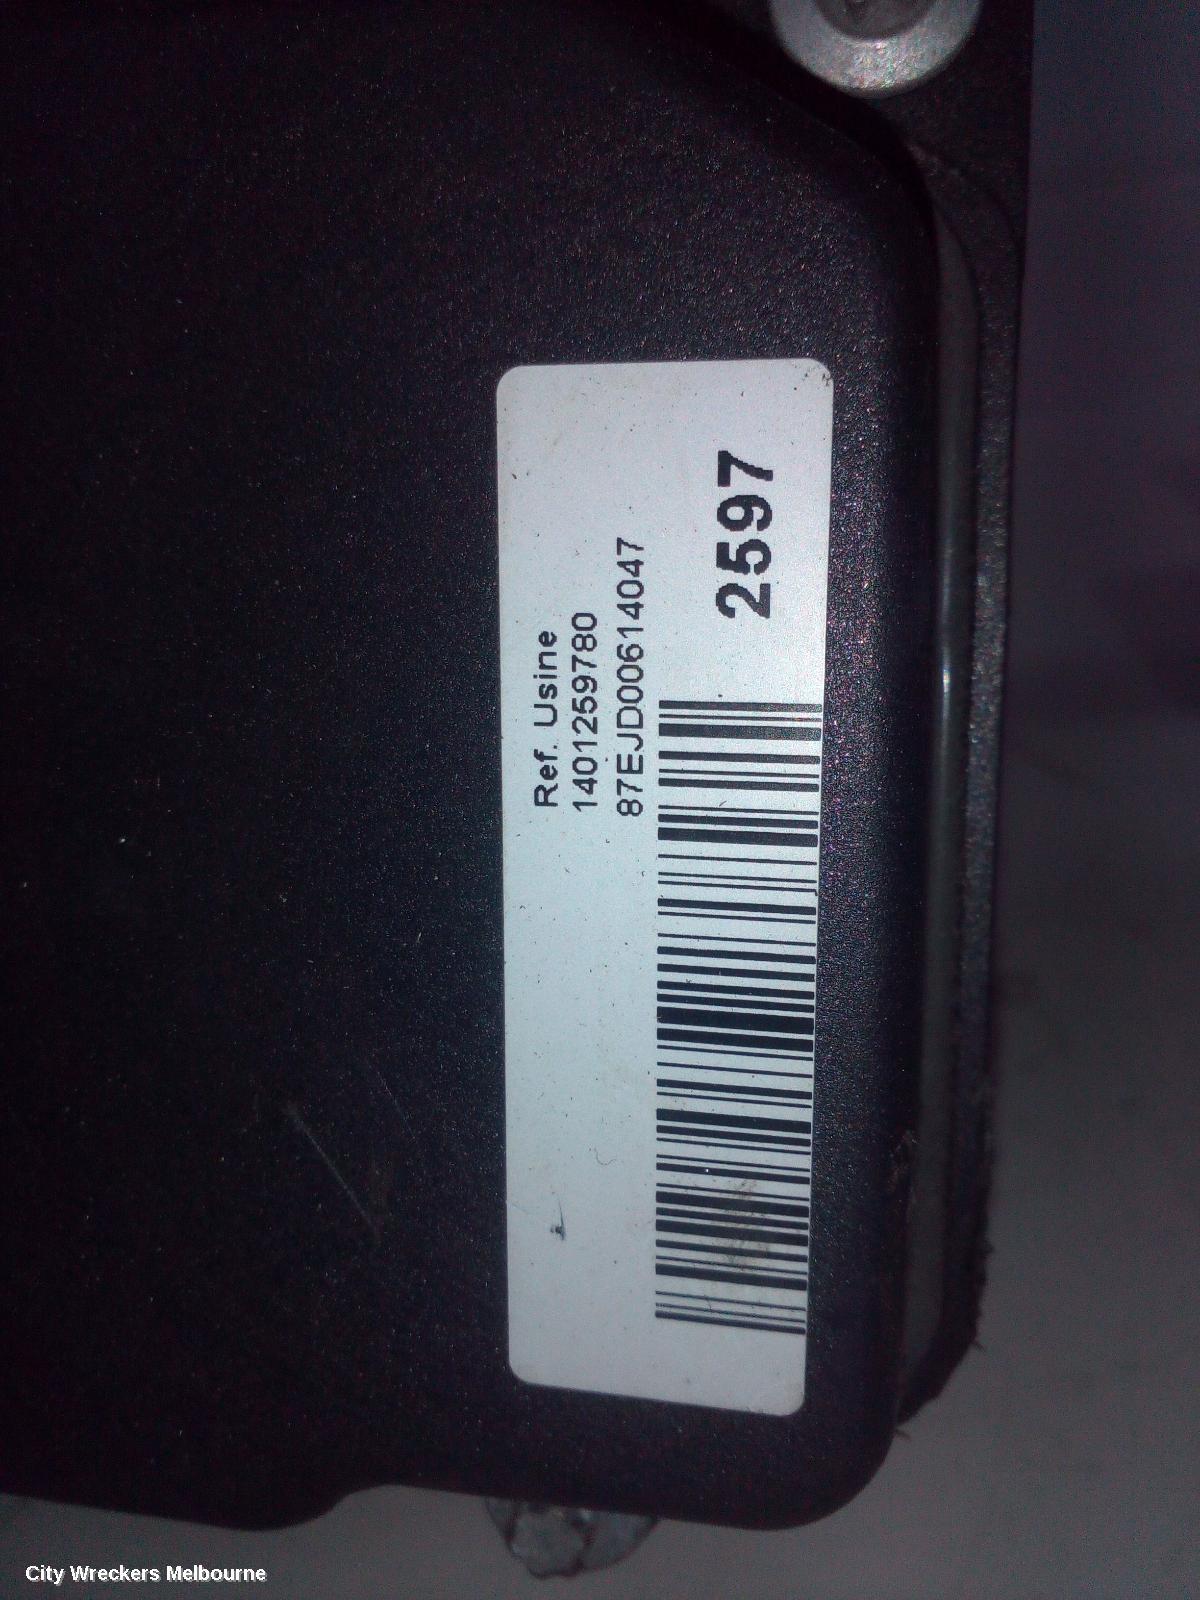 Ref. Usine
1401259780
87EJD00614047
2597
City Wreckers Melbourne